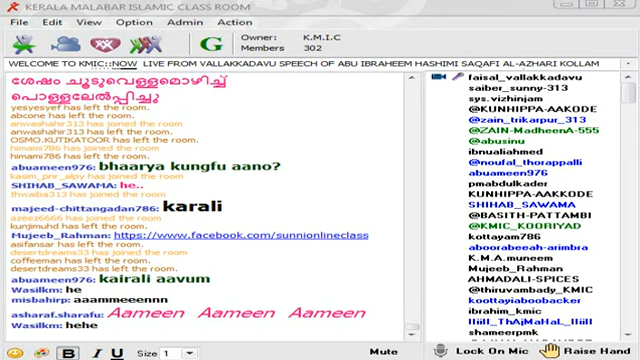 KERALA MALABAR ISLAMIC CLASS ROOM
File Edit View Option Admin Action
G
Owner: K.M.I.C
Members 302
WELCOME TO KMIC::NOW LIVE FROM VALLAKKADAVU SPEECH OF ABU IBRAHEEM HASHIMI SAQAFI AL-AZHARI KOLLAM
ശേഷം ചൂടുവെള്ളമൊഴിച്ച്
പൊള്ളലേൽപ്പിച്ചു
yesyesyef has left the room.
abcone has left the room.
anwashahir313 has joined the room
anwashahir313 has left the room.
OSMO.KUTIKATOOR has left the room.
himami786 has joined the room
himami786 has left the room.
abuameen976: bhaarya kungfu aano?
kasim_pnr_alpy has joined the room
SHIHAB_SAWAMA: he..
thwaiba313 has joined the room
majeed-chittangadan786: karali
azeez6666 has joined the room
kunjimuhd has left the room.
Mujeeb_Rahman: https://www.facebook.com/sunnionlineclass
asifansar has left the room.
desertdreams33 has joined the room
coffeeman has left the room.
desertdreams33 has left the room.
abuameen976: kairali aavum
Wasilkm: he
misbahirp: aaammeeennn
asharaf.sharafu: Aameen Aameen Aameen
Wasilkm: hehe
faisal_vallakkadavu
saiber_sunny-313
sys.vizhinjam
@KUNHIPPA-AAKODE
@zain_trikarpur_313
@ZAIN-MadheenA-555
@abusinu
ibnualiahmed
@noufal_thorappalli
abuameen976
pmabdulkader
KUNHIPPA-AAKODE
SHIHAB_SAWAMA
@BASITH-PATTAMBI
@KMIC_KOORIYAD
kottayam786
aboorabeeah-arimbra
K.M.A.muneem
Mujeeb_Rahman
AHMADALI-SPICES
@thiruvambady_KMIC
koottayiaboobacker
ibrahim_kmic
IIiiII_ThAjMaHaL_IIiiII
shameerpmk
B I U Size 1 Mute Lock On Mic Raise Hand